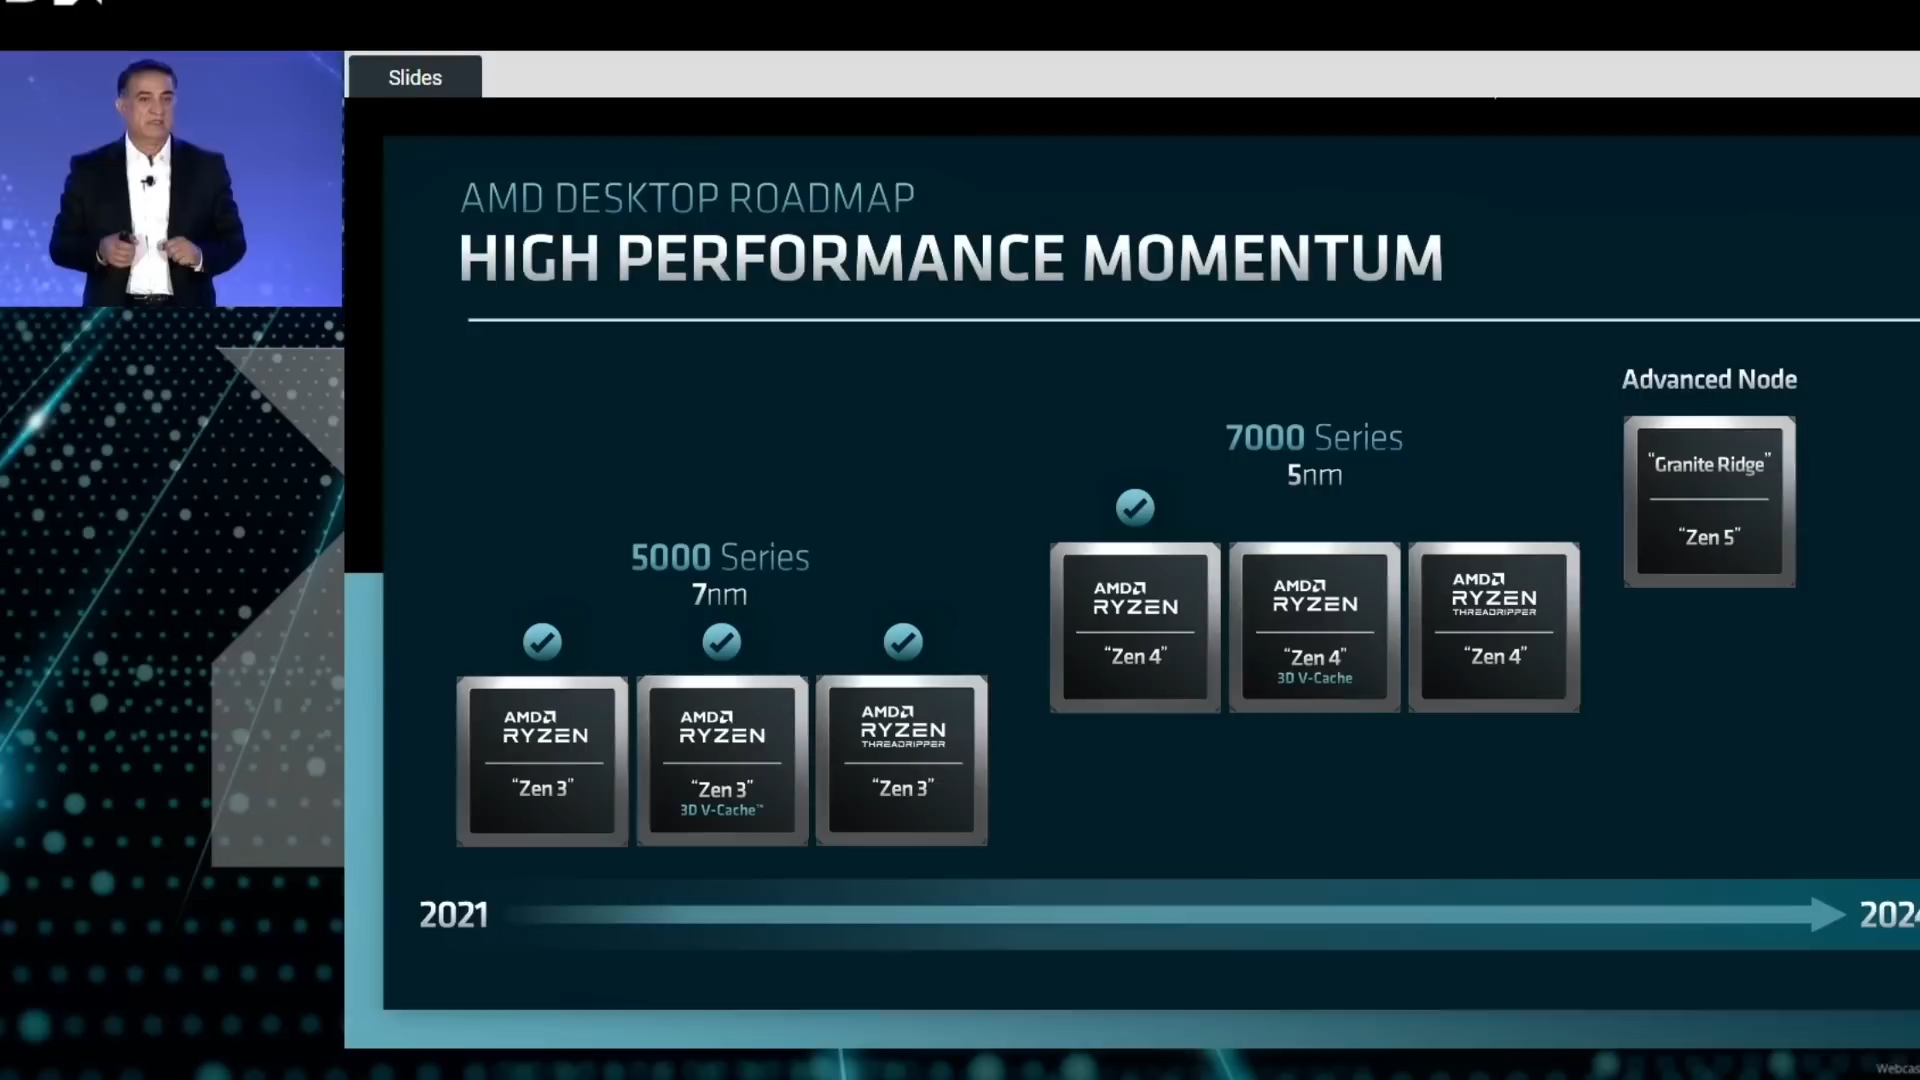 Slides
AMD DESKTOP ROADMAP
HIGH PERFORMANCE MOMENTUM
Advanced Node
"Granite Ridge"
"Zen 5"
7000 Series
5nm
AMD
RYZEN
"Zen 4"
AMD
RYZEN
"Zen 4"
3D V-Cache
AMD
RYZEN
THREADRIPPER
"Zen 4"
5000 Series
7nm
AMD
RYZEN
"Zen 3"
AMD
RYZEN
"Zen 3"
3D V-Cache™
AMD
RYZEN
THREADRIPPER
"Zen 3"
2021